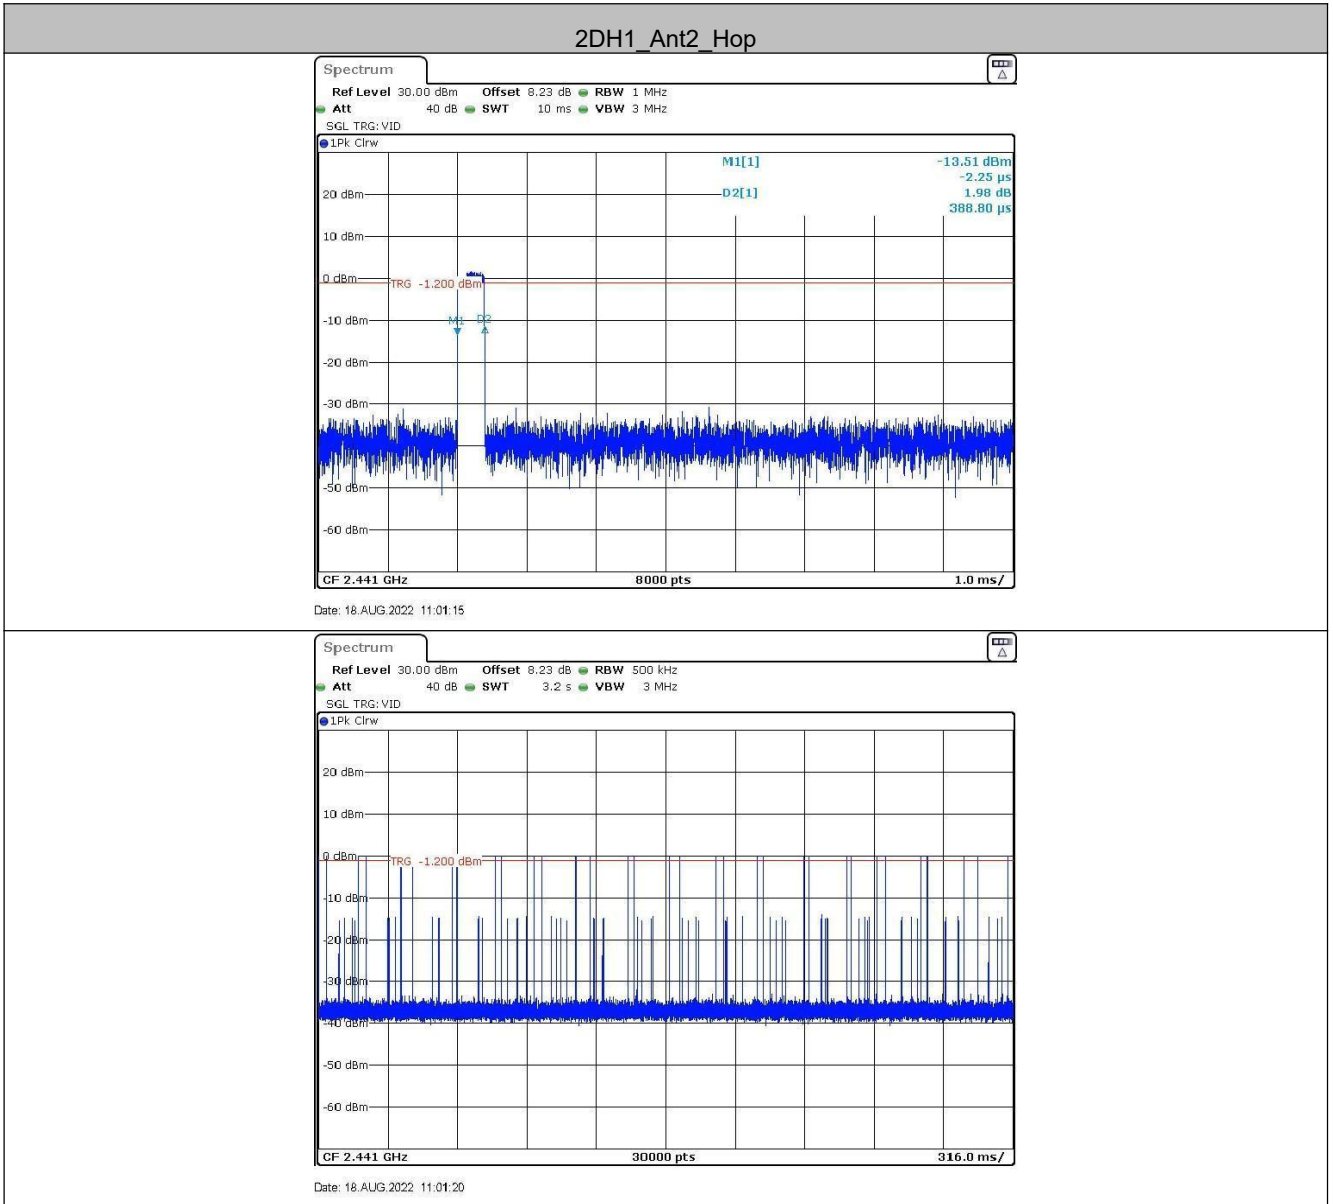 2DH1_Ant2_Hop
Spectrum
Ref Level 30.00 dBm Offset 8.23 dB RBW 1 MHz
Att 40 dB SWT 10 ms VBW 3 MHz
SGL TRG: VID
1Pk Clrw
M1[1] -13.51 dBm
-2.25 µs
20 dBm D2[1] 1.98 dB
388.80 µs
10 dBm
0 dBm
TRG -1.200 dBm
-10 dBm M1 D2
-20 dBm
-30 dBm
-50 dBm
-60 dBm
CF 2.441 GHz 8000 pts 1.0 ms/
Date: 18.AUG.2022 11:01:15
Spectrum
Ref Level 30.00 dBm Offset 8.23 dB RBW 500 kHz
Att 40 dB SWT 3.2 s VBW 3 MHz
SGL TRG: VID
1Pk Clrw
20 dBm
10 dBm
0 dBm
TRG -1.200 dBm
-10 dBm
-20 dBm
-30 dBm
-40 dBm
-50 dBm
-60 dBm
CF 2.441 GHz 30000 pts 316.0 ms/
Date: 18.AUG.2022 11:01:20